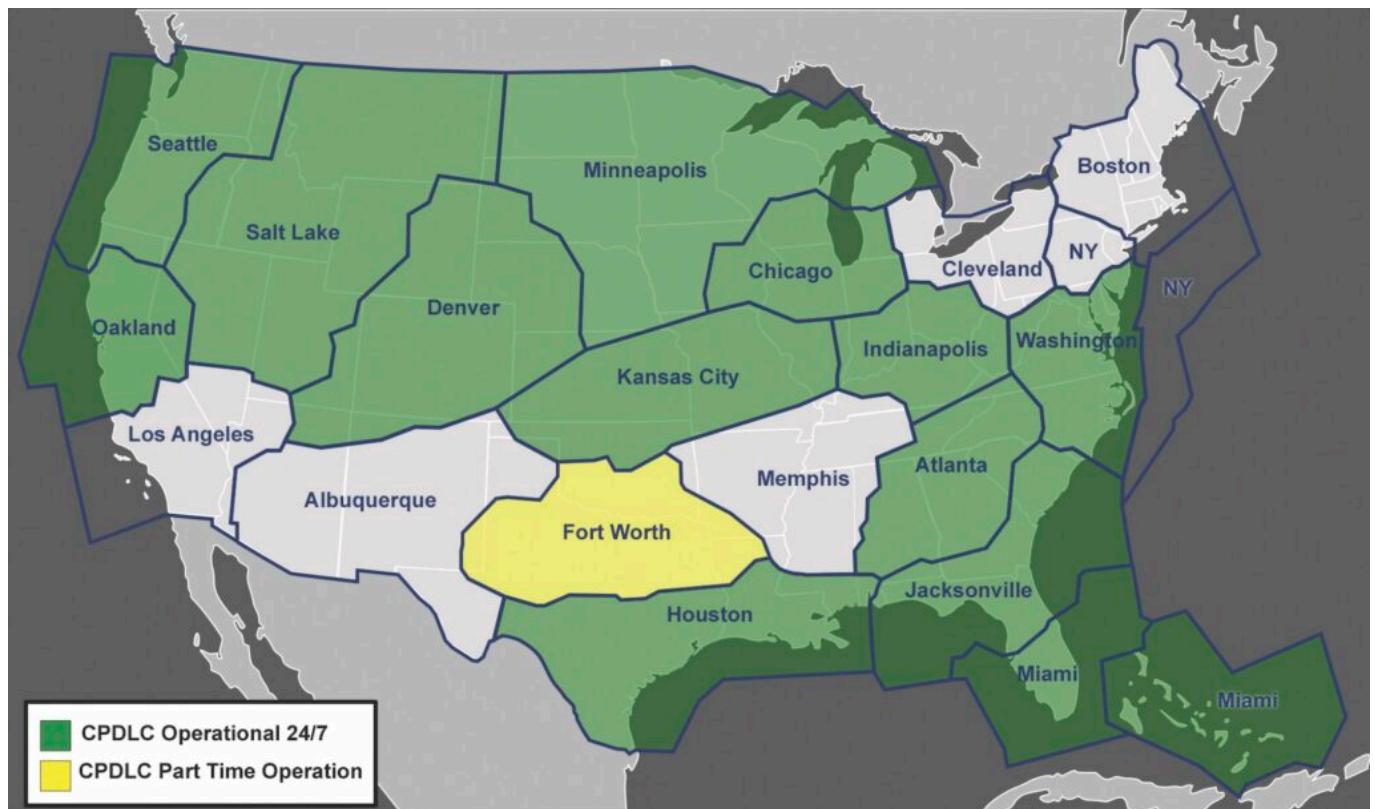 Seattle
Boston
Minneapolis
Salt Lake
NY
Chicago
Cleveland
NY
Denver
Oakland
Washington
Indianapolis
Kansas City
Los Angeles
Atlanta
Memphis
Albuquerque
Fort Worth
Jacksonville
Houston
Miami
Miami
CPDLC Operational 24/7
CPDLC Part Time Operation